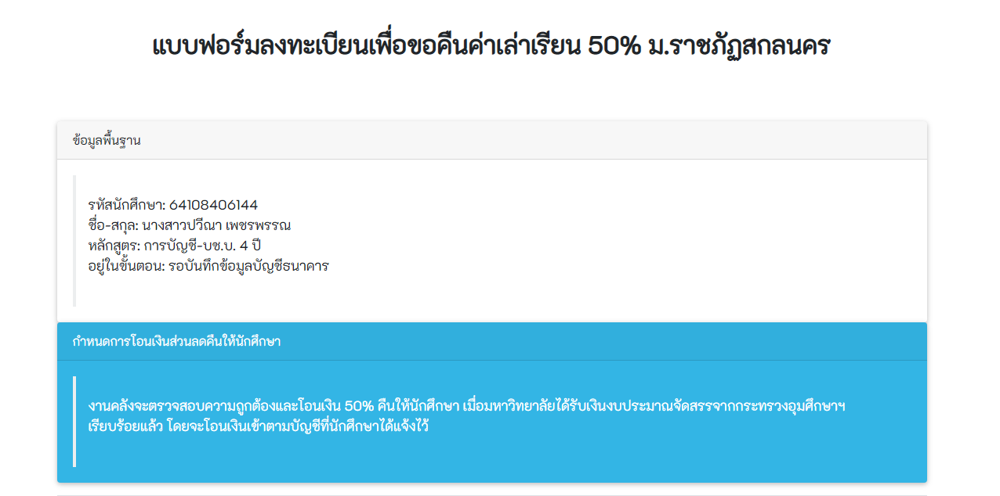 แบบฟอร์มลงทะเบียนเพื่อขอคืนค่าเล่าเรียน 50% ม.ราชภัฏสกลนคร
ข้อมูลพื้นฐาน
รหัสนักศึกษา: 64108406144
ชื่อ-สกุล: นางสาวปวีณา เพชรพรรณ
หลักสูตร: การบัญชี-บช.บ. 4 ปี
อยู่ในขั้นตอน: รอบันทึกข้อมูลบัญชีธนาคาร
กำหนดการโอนเงินส่วนลดคืนให้นักศึกษา
งานคลังจะตรวจสอบความถูกต้องและโอนเงิน 50% คืนให้นักศึกษา เมื่อมหาวิทยาลัยได้รับเงินงบประมาณจัดสรรจากกระทรวงอุมศึกษาฯ
เรียบร้อยแล้ว โดยจะโอนเงินเข้าตามบัญชีที่นักศึกษาได้แจ้งไว้